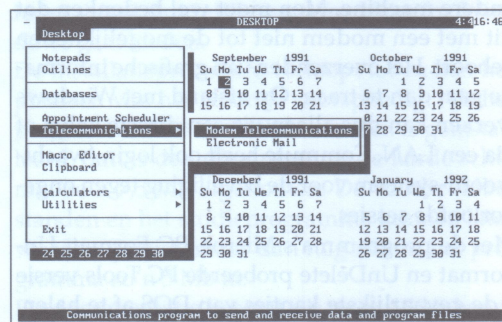 DESKTOP 4:416:48
Desktop
Notepads
Outlines
Databases
Appointment Scheduler
Telecommunications
Macro Editor
Clipboard
Calculators
Utilities
Exit
24 25 26 27 28 29 30
Modem Telecommunications
Electronic Mail
September 1991
Su Mo Tu We Th Fr Sa
1 2 3 4 5 6 7
8 9 10 11 12 13 14
15 16 17 18 19 20 21
October 1991
Su Mo Tu We Th Fr Sa
1 2 3 4 5
6 7 8 9 10 11 12
13 14 15 16 17 18 19
0 21 22 23 24 25 26
7 28 29 30 31
December 1991
Su Mo Tu We Th Fr Sa
1 2 3 4 5 6 7
8 9 10 11 12 13 14
15 16 17 18 19 20 21
22 23 24 25 26 27 28
29 30 31
January 1992
Su Mo Tu We Th Fr Sa
1 2 3 4
5 6 7 8 9 10 11
12 13 14 15 16 17 18
19 20 21 22 23 24 25
26 27 28 29 30 31
Communications program to send and receive data and program files